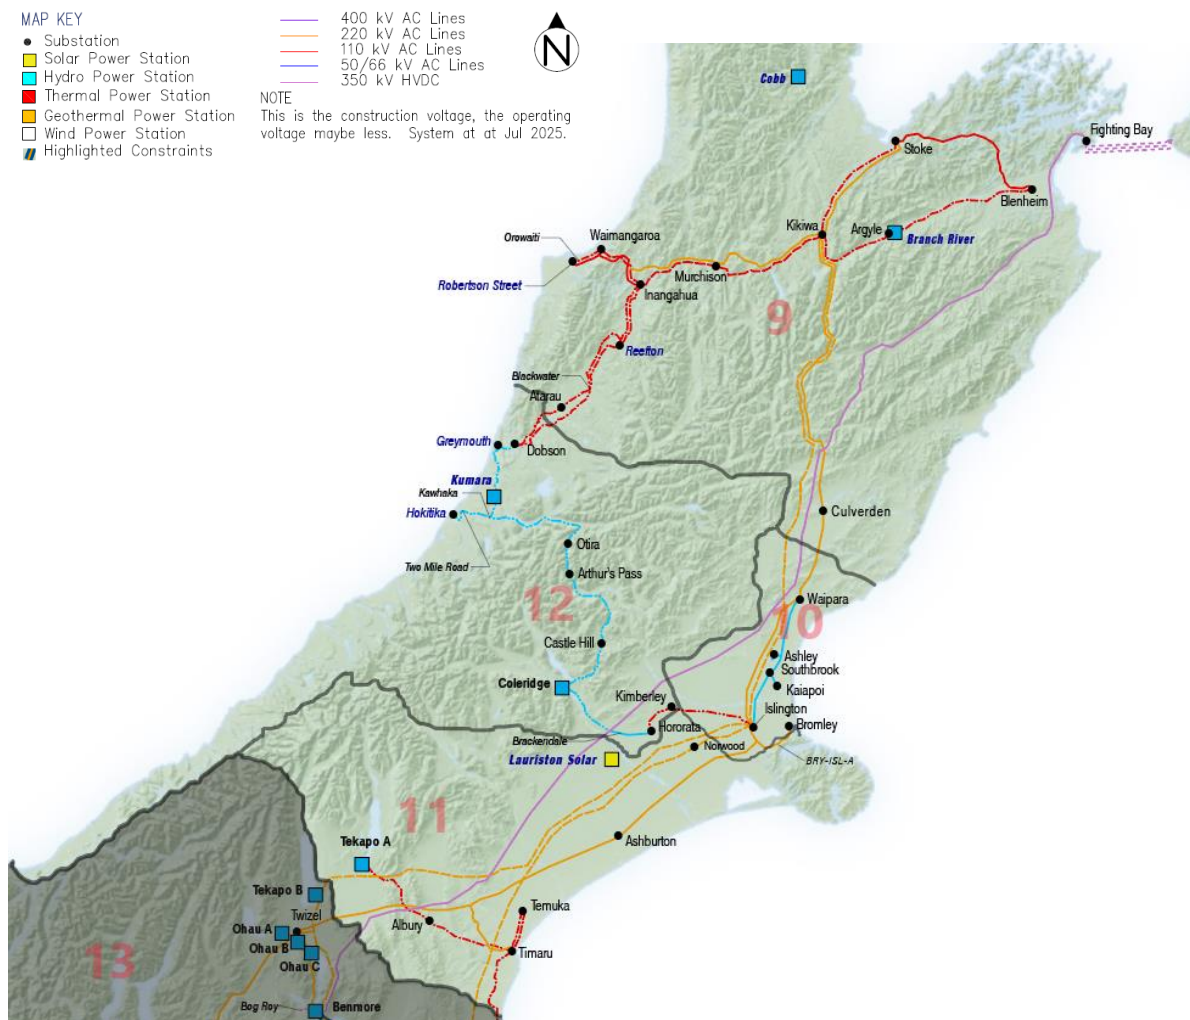 MAP KEY
Substation
Solar Power Station
Hydro Power Station
Thermal Power Station
Geothermal Power Station
Wind Power Station
Highlighted Constraints
400 kV AC Lines
220 kV AC Lines
110 kV AC Lines
50/66 kV AC Lines
350 kV HVDC
NOTE
This is the construction voltage, the operating
voltage maybe less. System at at Jul 2025.
N
Cobb
Fighting Bay
Stoke
Blenheim
Kikiwa
Argyle
Branch River
Orowaiti
Waimangaroa
Robertson Street
Murchison
Inangahua
9
Reefton
Blackwater
Atarau
Greymouth
Dobson
Kumara
Kawhaka
Hokitika
Culverden
Otira
Two Mile Road
Arthur's Pass
12
Waipara
10
Castle Hill
Ashley
Southbrook
Coleridge
Kaiapoi
Kimberley
Islington
Hororata
Bromley
Brackendale
Norwood
Lauriston Solar
BRY-ISL-A
11
Tekapo A
Ashburton
Tekapo B
Temuka
Twizel
Albury
Ohau A
Ohau B
Timaru
13
Ohau C
Bog Roy
Benmore